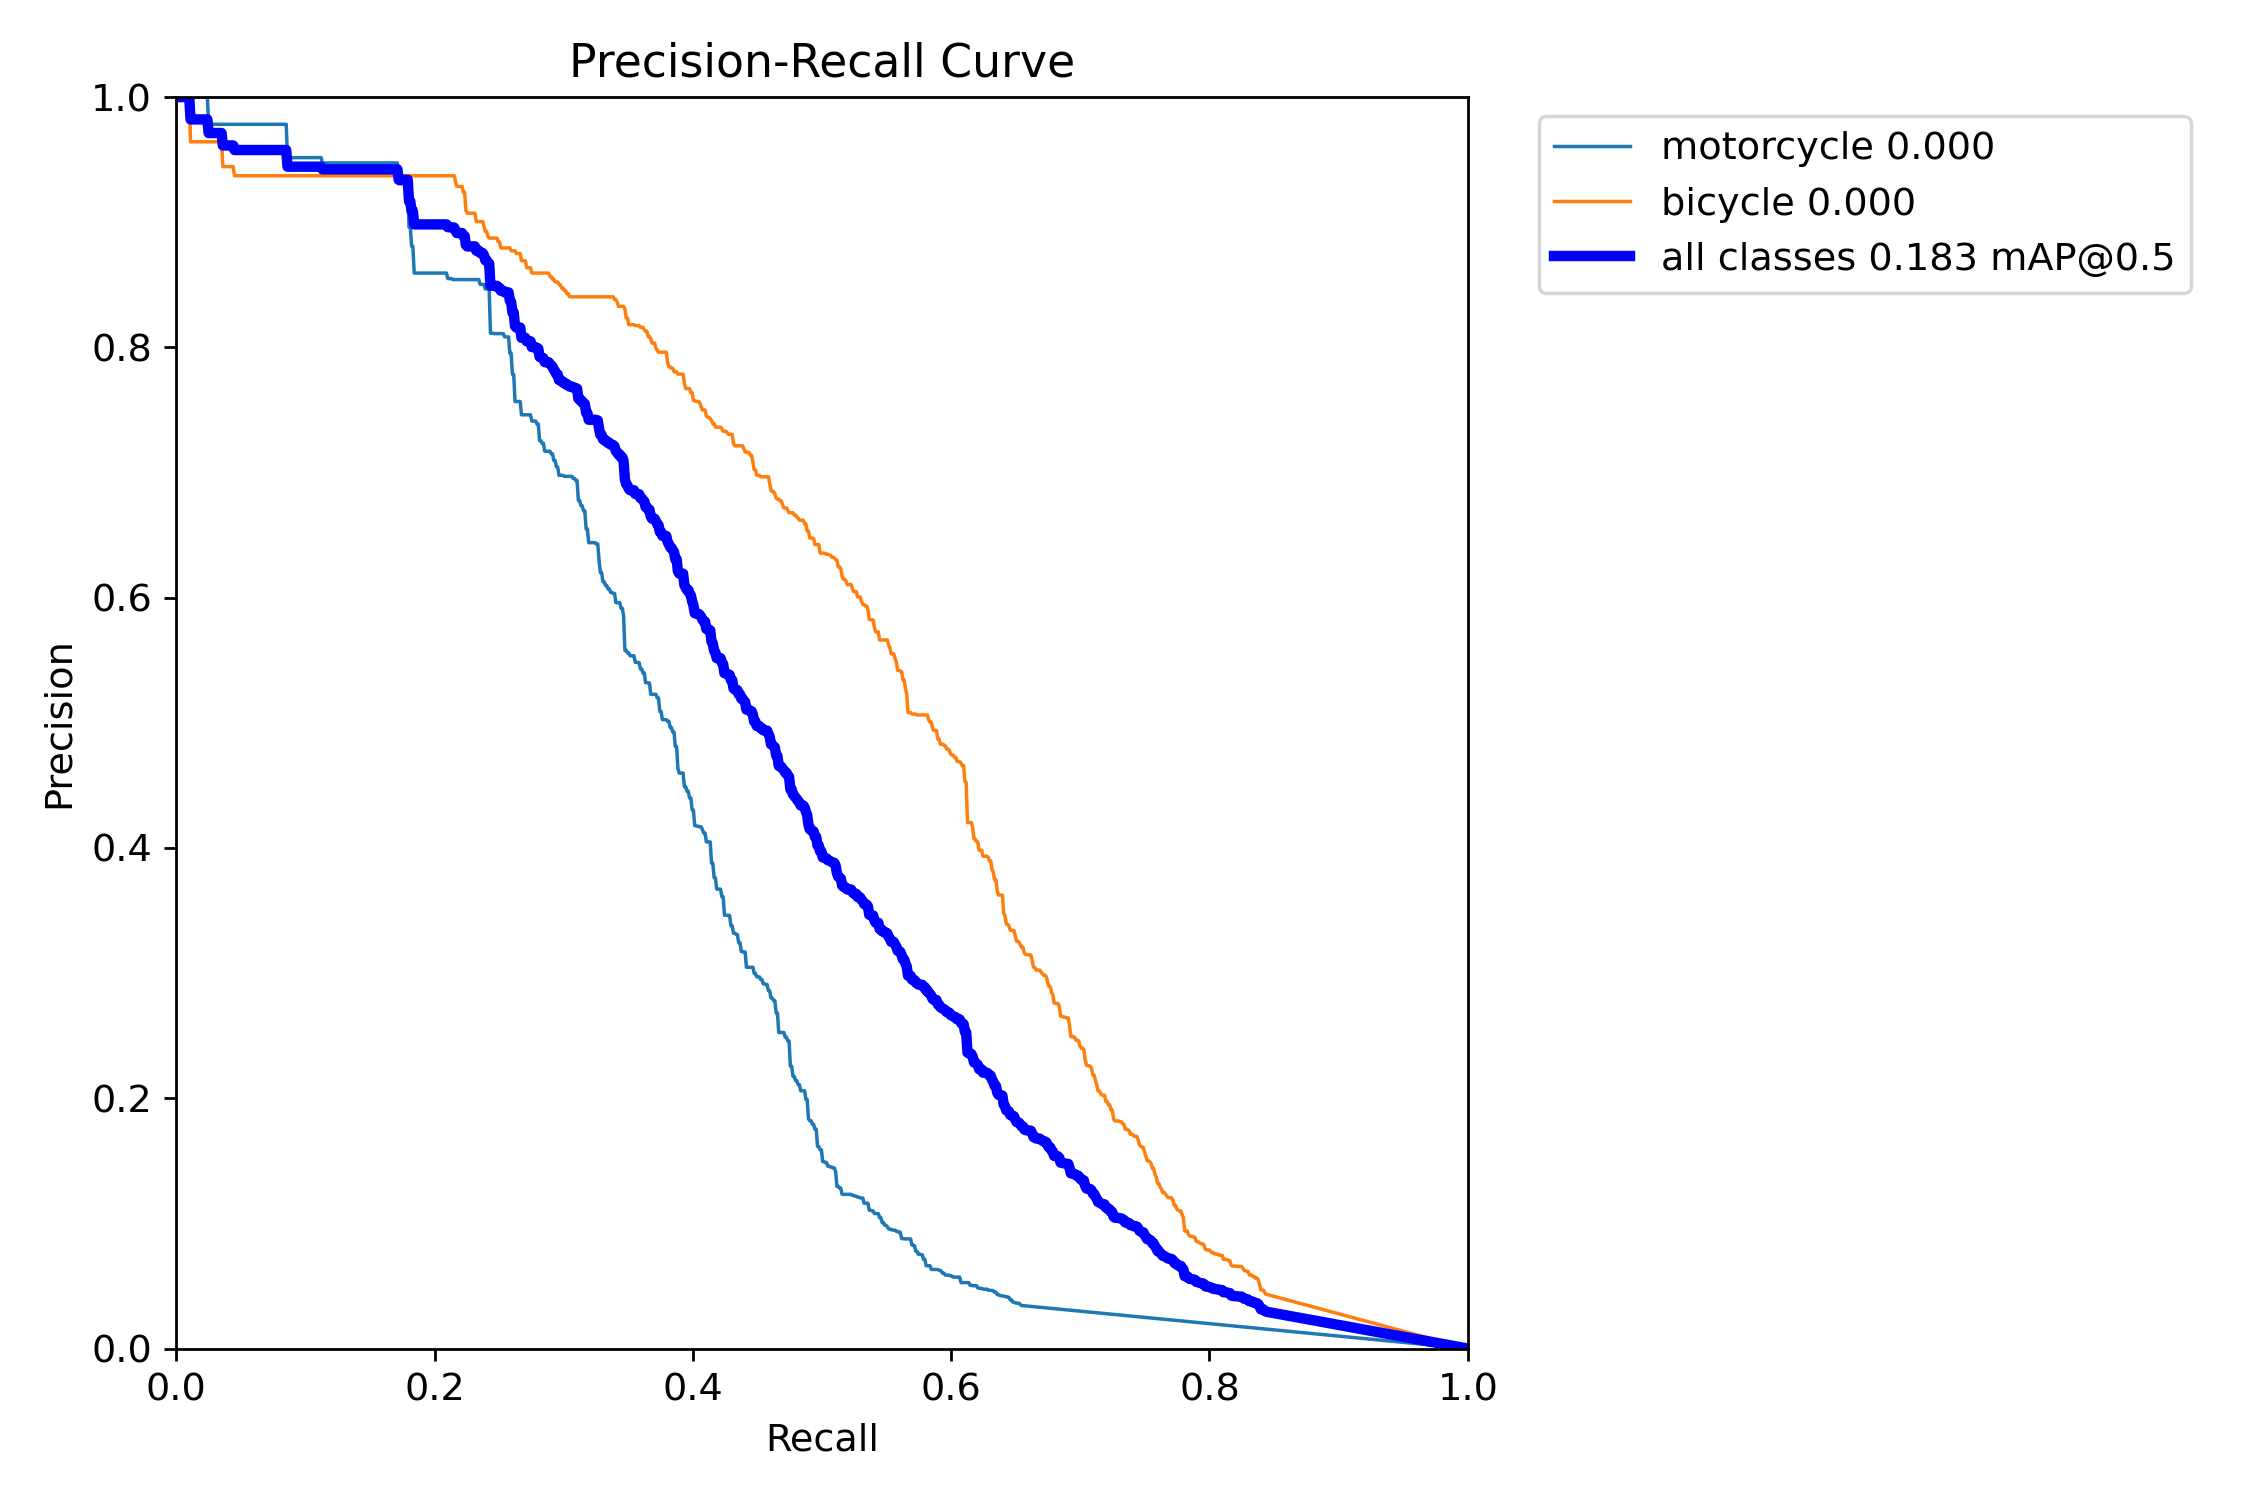 Precision-Recall Curve
1.0
0.8
0.6
0.4
0.2
0.0
Precision
0.0 0.2 0.4 0.6 0.8 1.0
Recall
motorcycle 0.000
bicycle 0.000
all classes 0.183 mAP@0.5